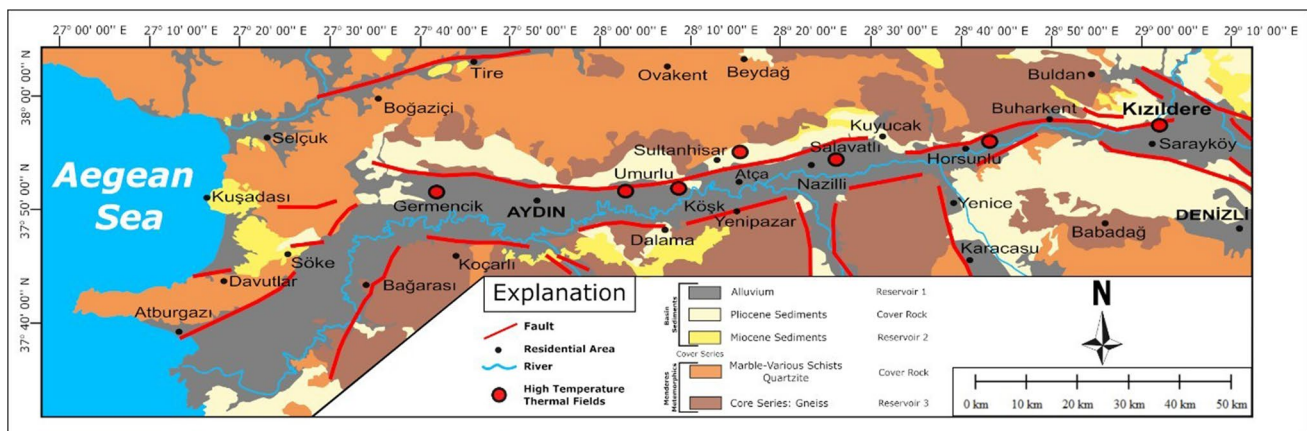 27° 00' 00'' E 27° 10' 00'' E 27° 20' 00'' E 27° 30' 00'' E 27° 40' 00'' E 28° 00' 00'' E 28° 10' 00'' E 28° 20' 00'' E 28° 30' 00'' E 28° 40' 00'' E 28° 50' 00'' E 29° 00' 00'' E 29° 10' 00'' E
38° 00' 00'' N
37° 50' 00'' N
37° 40' 00'' N
Tire
Ovakent
Beydağ
Buldan
Boğaziçi
Selçuk
Buharkent
Kızıldere
Kuyucak
Sultanhisar
Salavatlı
Horsunlu
Sarayköy
Aegean
Sea
Kuşadası
Germencik
Umurlu
Atça
Nazilli
AYDIN
Köşk
Yenipazar
Yenice
DENİZLİ
Dalama
Babadağ
Karacasu
Söke
Koçarlı
Davutlar
Bağarası
Atburgazı
Explanation
Fault
Residential Area
River
High Temperature
Thermal Fields
Basin
Sediments
Alluvium Reservoir 1
Pliocene Sediments Cover Rock
Miocene Sediments Reservoir 2
Cover Series
Menderes
Metamorphics
Marble-Various Schists
Quartzite Cover Rock
Core Series: Gneiss Reservoir 3
N
0 km 10 km 20 km 30 km 40 km 50 km